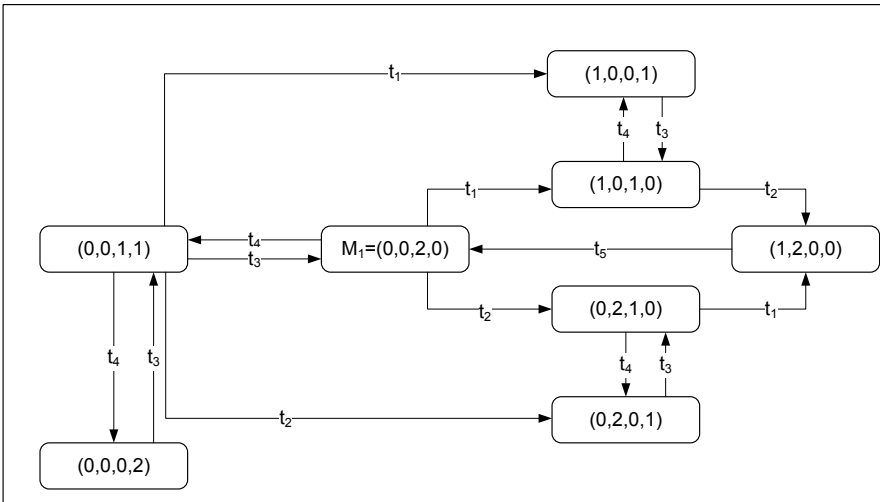 t₁
(1,0,0,1)
t₄ t₃
t₁ (1,0,1,0) t₂
(0,0,1,1) t₄ M₁=(0,0,2,0) t₅ (1,2,0,0)
t₃
t₂ (0,2,1,0) t₁
t₄ t₃ t₄ t₃
t₂ (0,2,0,1)
(0,0,0,2)